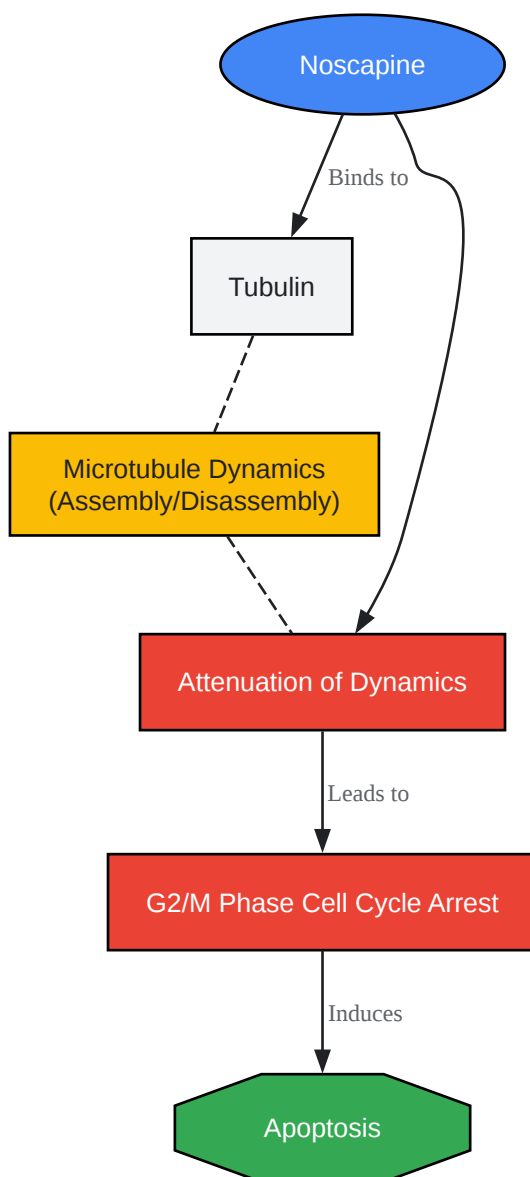 Noscapine
Binds to
Tubulin
Microtubule Dynamics
(Assembly/Disassembly)
Attenuation of Dynamics
Leads to
G2/M Phase Cell Cycle Arrest
Induces
Apoptosis